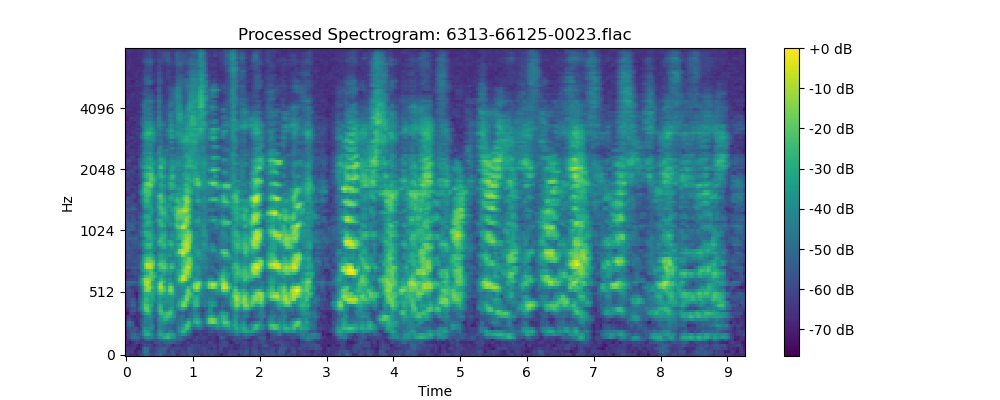 Processed Spectrogram: 6313-66125-0023.flac
+0 dB
4096
-10 dB
-20 dB
2048
-30 dB
Hz
1024
-40 dB
-50 dB
512
-60 dB
-70 dB
0
0 1 2 3 4 5 6 7 8 9
Time